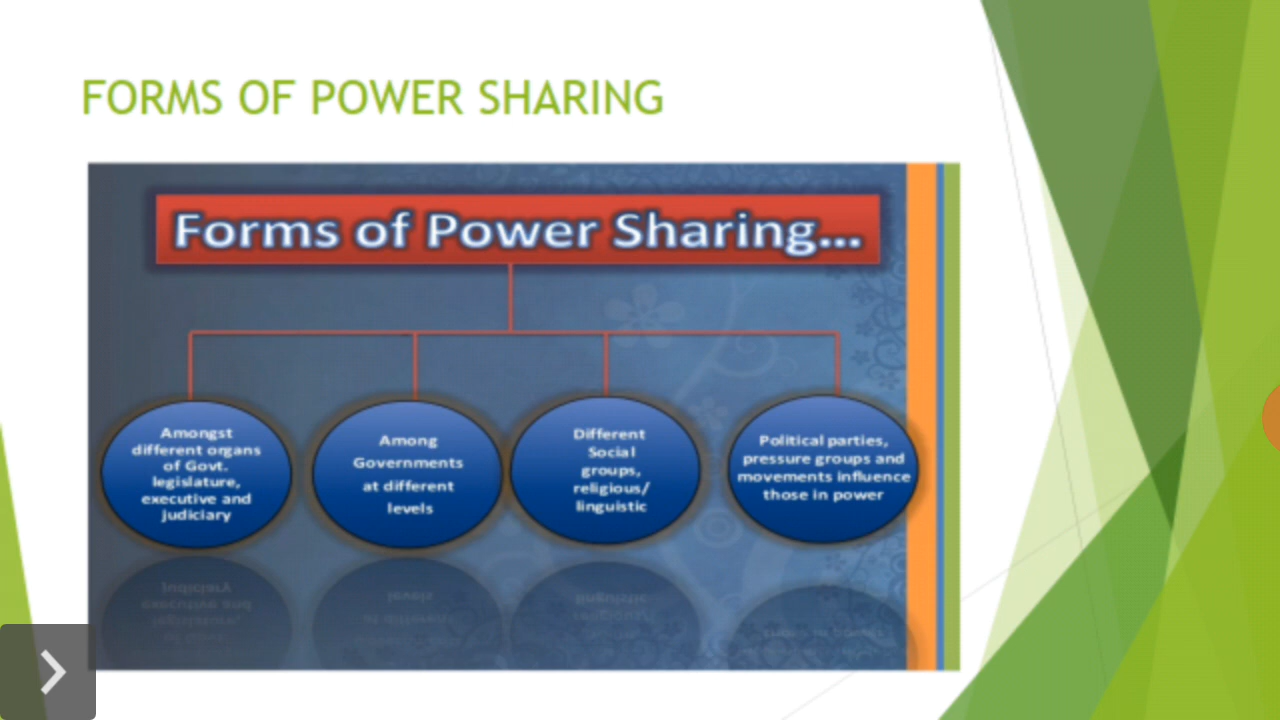 FORMS OF POWER SHARING
Forms of Power Sharing...
Amongst
different organs
of Govt.
legislature,
executive and
judiciary
Among
Governments
at different
levels
Different
Social
groups,
religious/
linguistic
Political parties,
pressure groups and
movements influence
those in power